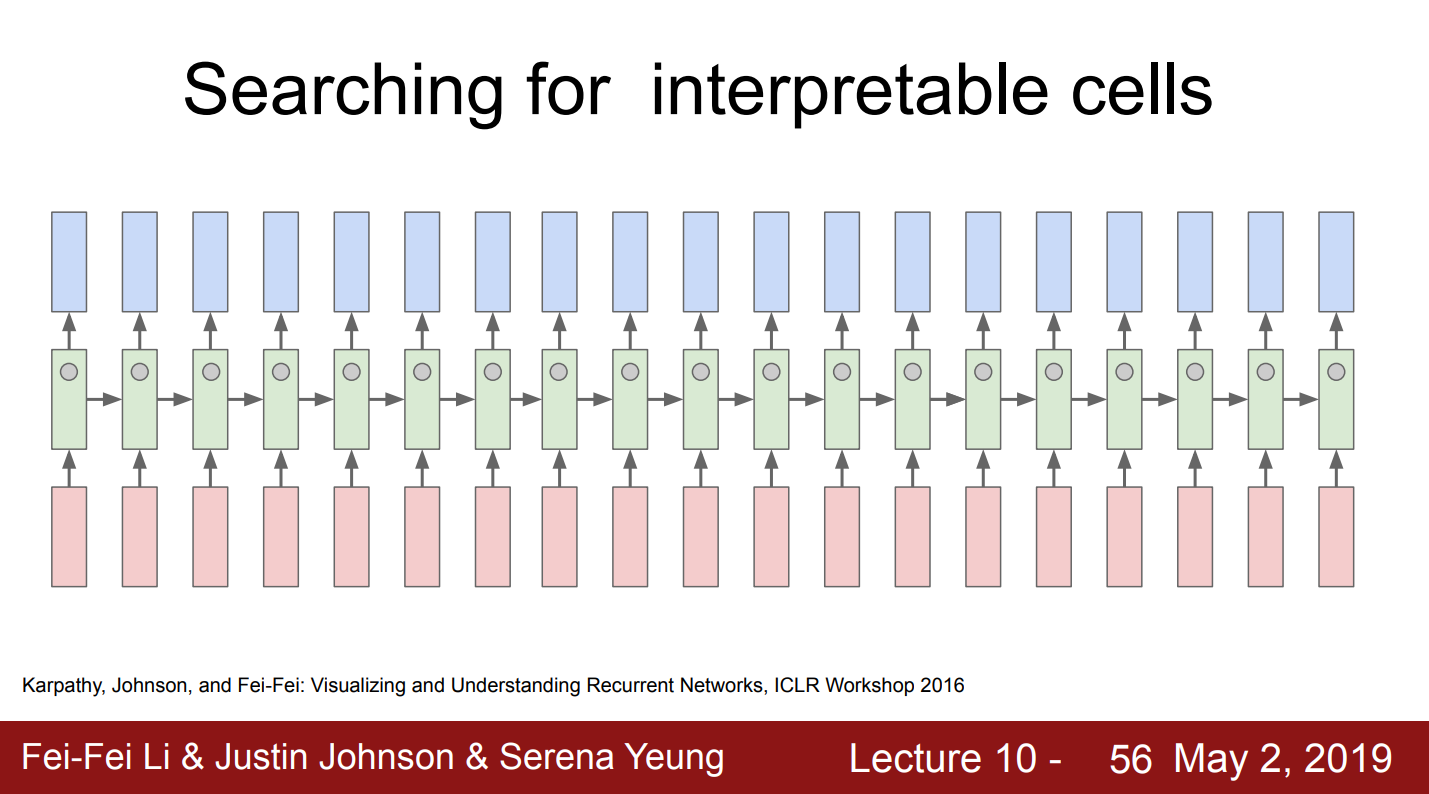 Searching for  interpretable cells
Karpathy, Johnson, and Fei-Fei: Visualizing and Understanding Recurrent Networks, ICLR Workshop 2016
Fei-Fei Li & Justin Johnson & Serena Yeung Lecture 10 - 56 May 2, 2019